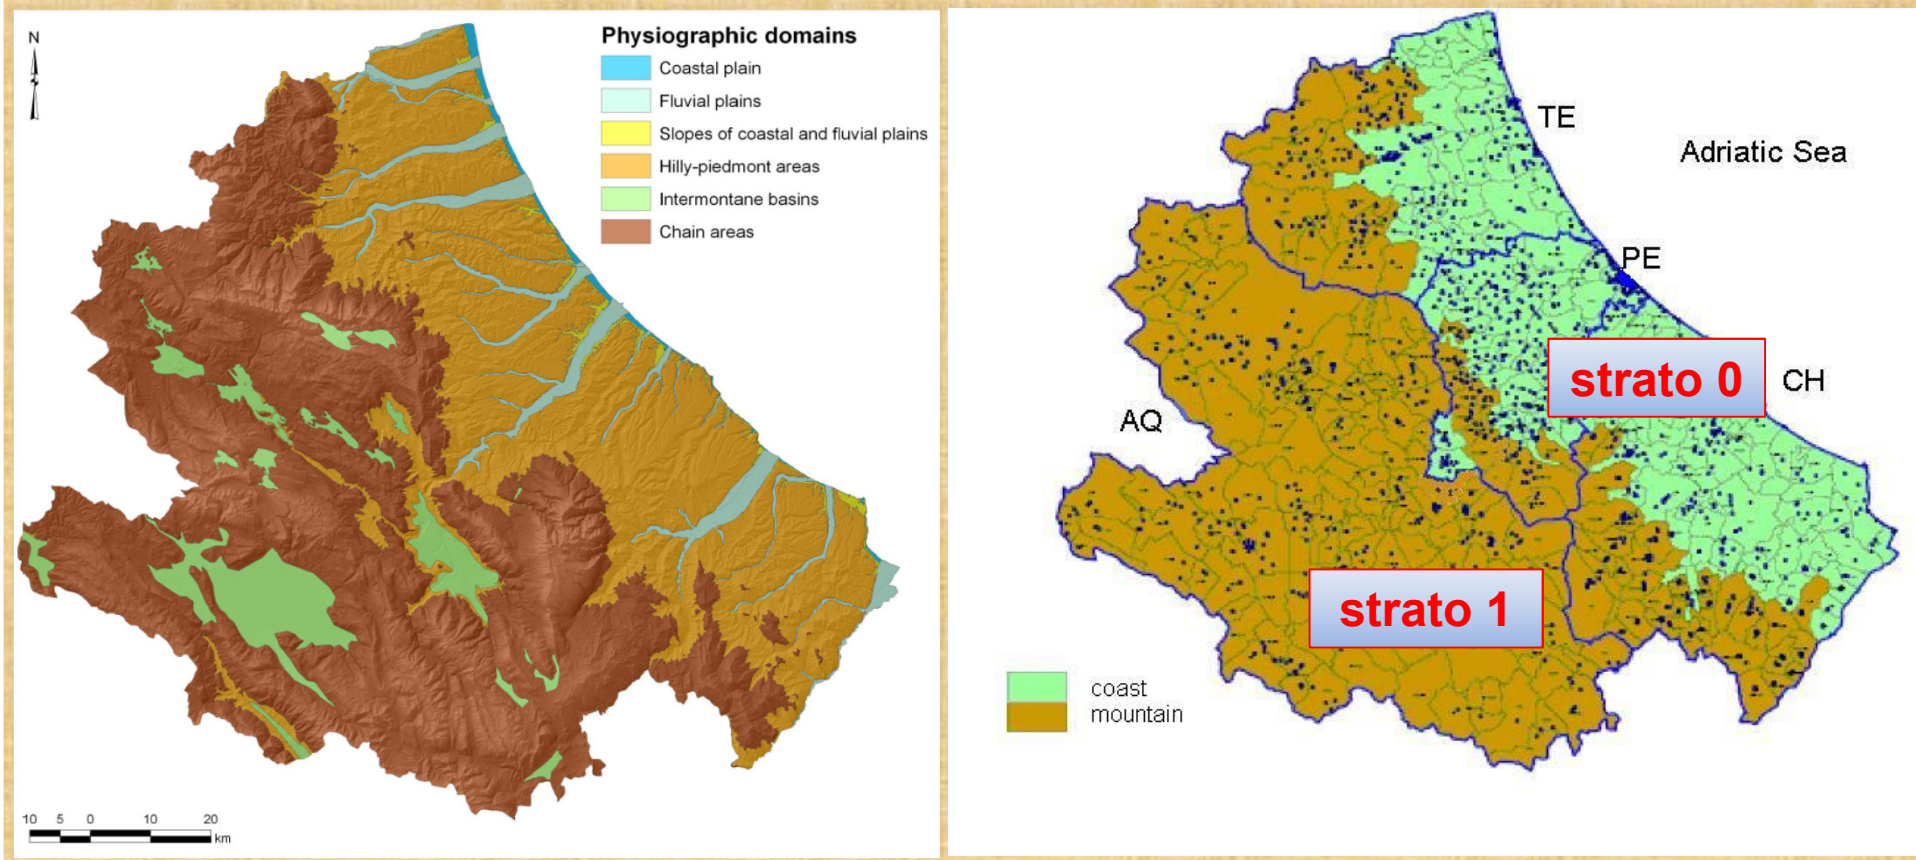 N
Physiographic domains
Coastal plain
Fluvial plains
Slopes of coastal and fluvial plains
Hilly-piedmont areas
Intermontane basins
Chain areas
10 5 0 10 20
km
TE
Adriatic Sea
PE
strato 0
CH
AQ
strato 1
coast
mountain